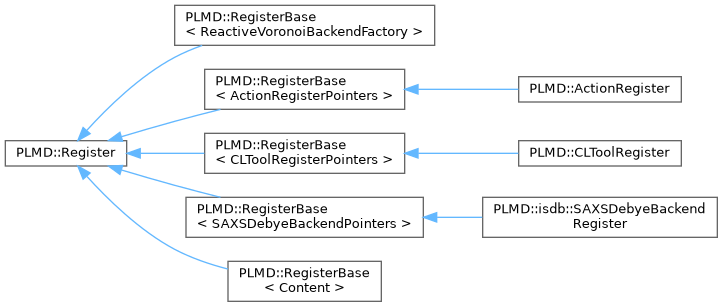 PLMD::RegisterBase
< ReactiveVoronoiBackendFactory >
PLMD::RegisterBase
< ActionRegisterPointers >
PLMD::ActionRegister
PLMD::Register
PLMD::RegisterBase
< CLToolRegisterPointers >
PLMD::CLToolRegister
PLMD::RegisterBase
< SAXSDebyeBackendPointers >
PLMD::isdb::SAXSDebyeBackend
Register
PLMD::RegisterBase
< Content >